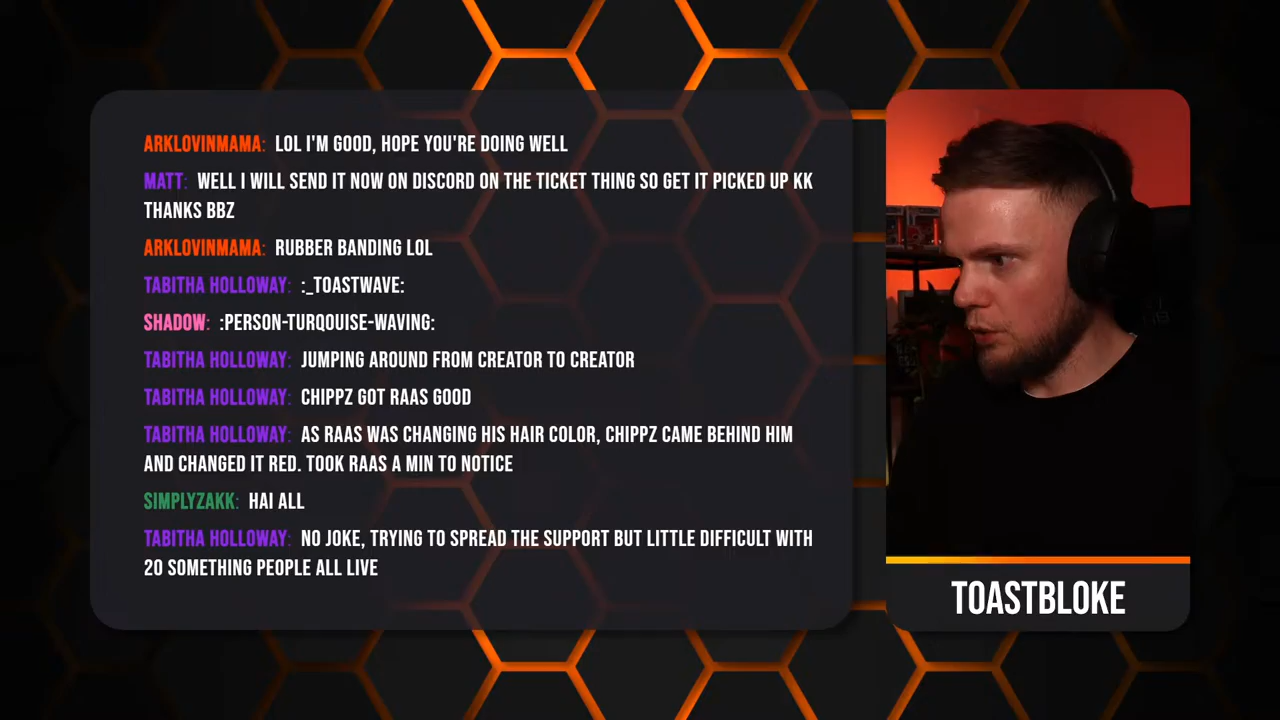 ARKLOVINMAMA: LOL I'M GOOD, HOPE YOU'RE DOING WELL
MATT: WELL I WILL SEND IT NOW ON DISCORD ON THE TICKET THING SO GET IT PICKED UP KK
THANKS BBZ
ARKLOVINMAMA: RUBBER BANDING LOL
TABITHA HOLLOWAY: :_TOASTWAVE:
SHADOW: :PERSON-TURQOUISE-WAVING:
TABITHA HOLLOWAY: JUMPING AROUND FROM CREATOR TO CREATOR
TABITHA HOLLOWAY: CHIPPZ GOT RAAS GOOD
TABITHA HOLLOWAY: AS RAAS WAS CHANGING HIS HAIR COLOR, CHIPPZ CAME BEHIND HIM
AND CHANGED IT RED. TOOK RAAS A MIN TO NOTICE
SIMPLYZAKK: HAI ALL
TABITHA HOLLOWAY: NO JOKE, TRYING TO SPREAD THE SUPPORT BUT LITTLE DIFFICULT WITH
20 SOMETHING PEOPLE ALL LIVE
TOASTBLOKE